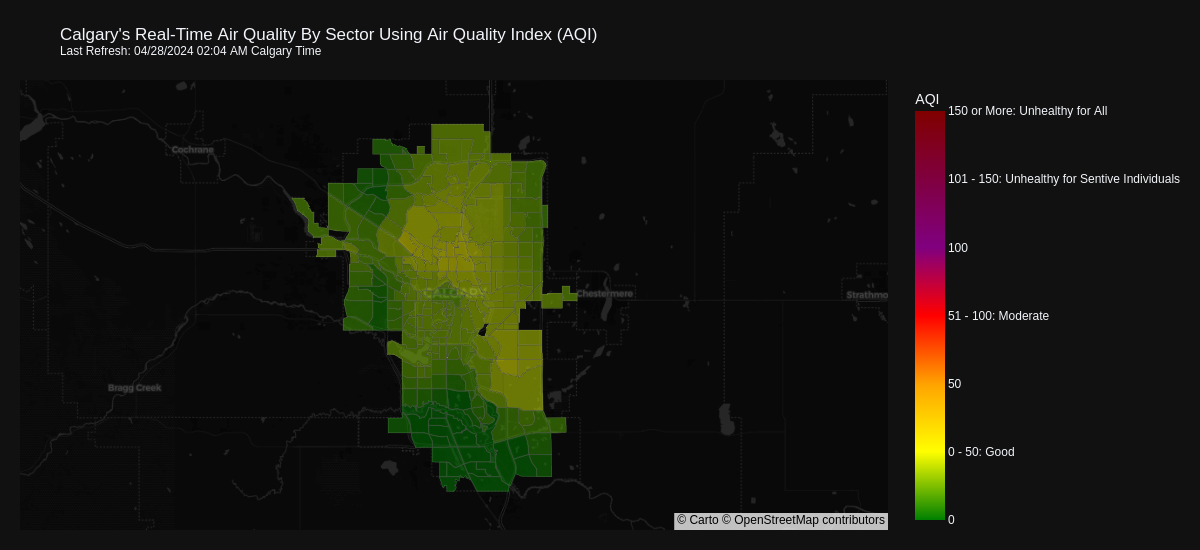 Calgary's Real-Time Air Quality By Sector Using Air Quality Index (AQI)
Last Refresh: 04/28/2024 02:04 AM Calgary Time
AQI
150 or More: Unhealthy for All
101 - 150: Unhealthy for Sentive Individuals
100
51 - 100: Moderate
50
0 - 50: Good
0
Cochrane
CALGARY
Chestermere
Strathmo
Bragg Creek
© Carto © OpenStreetMap contributors